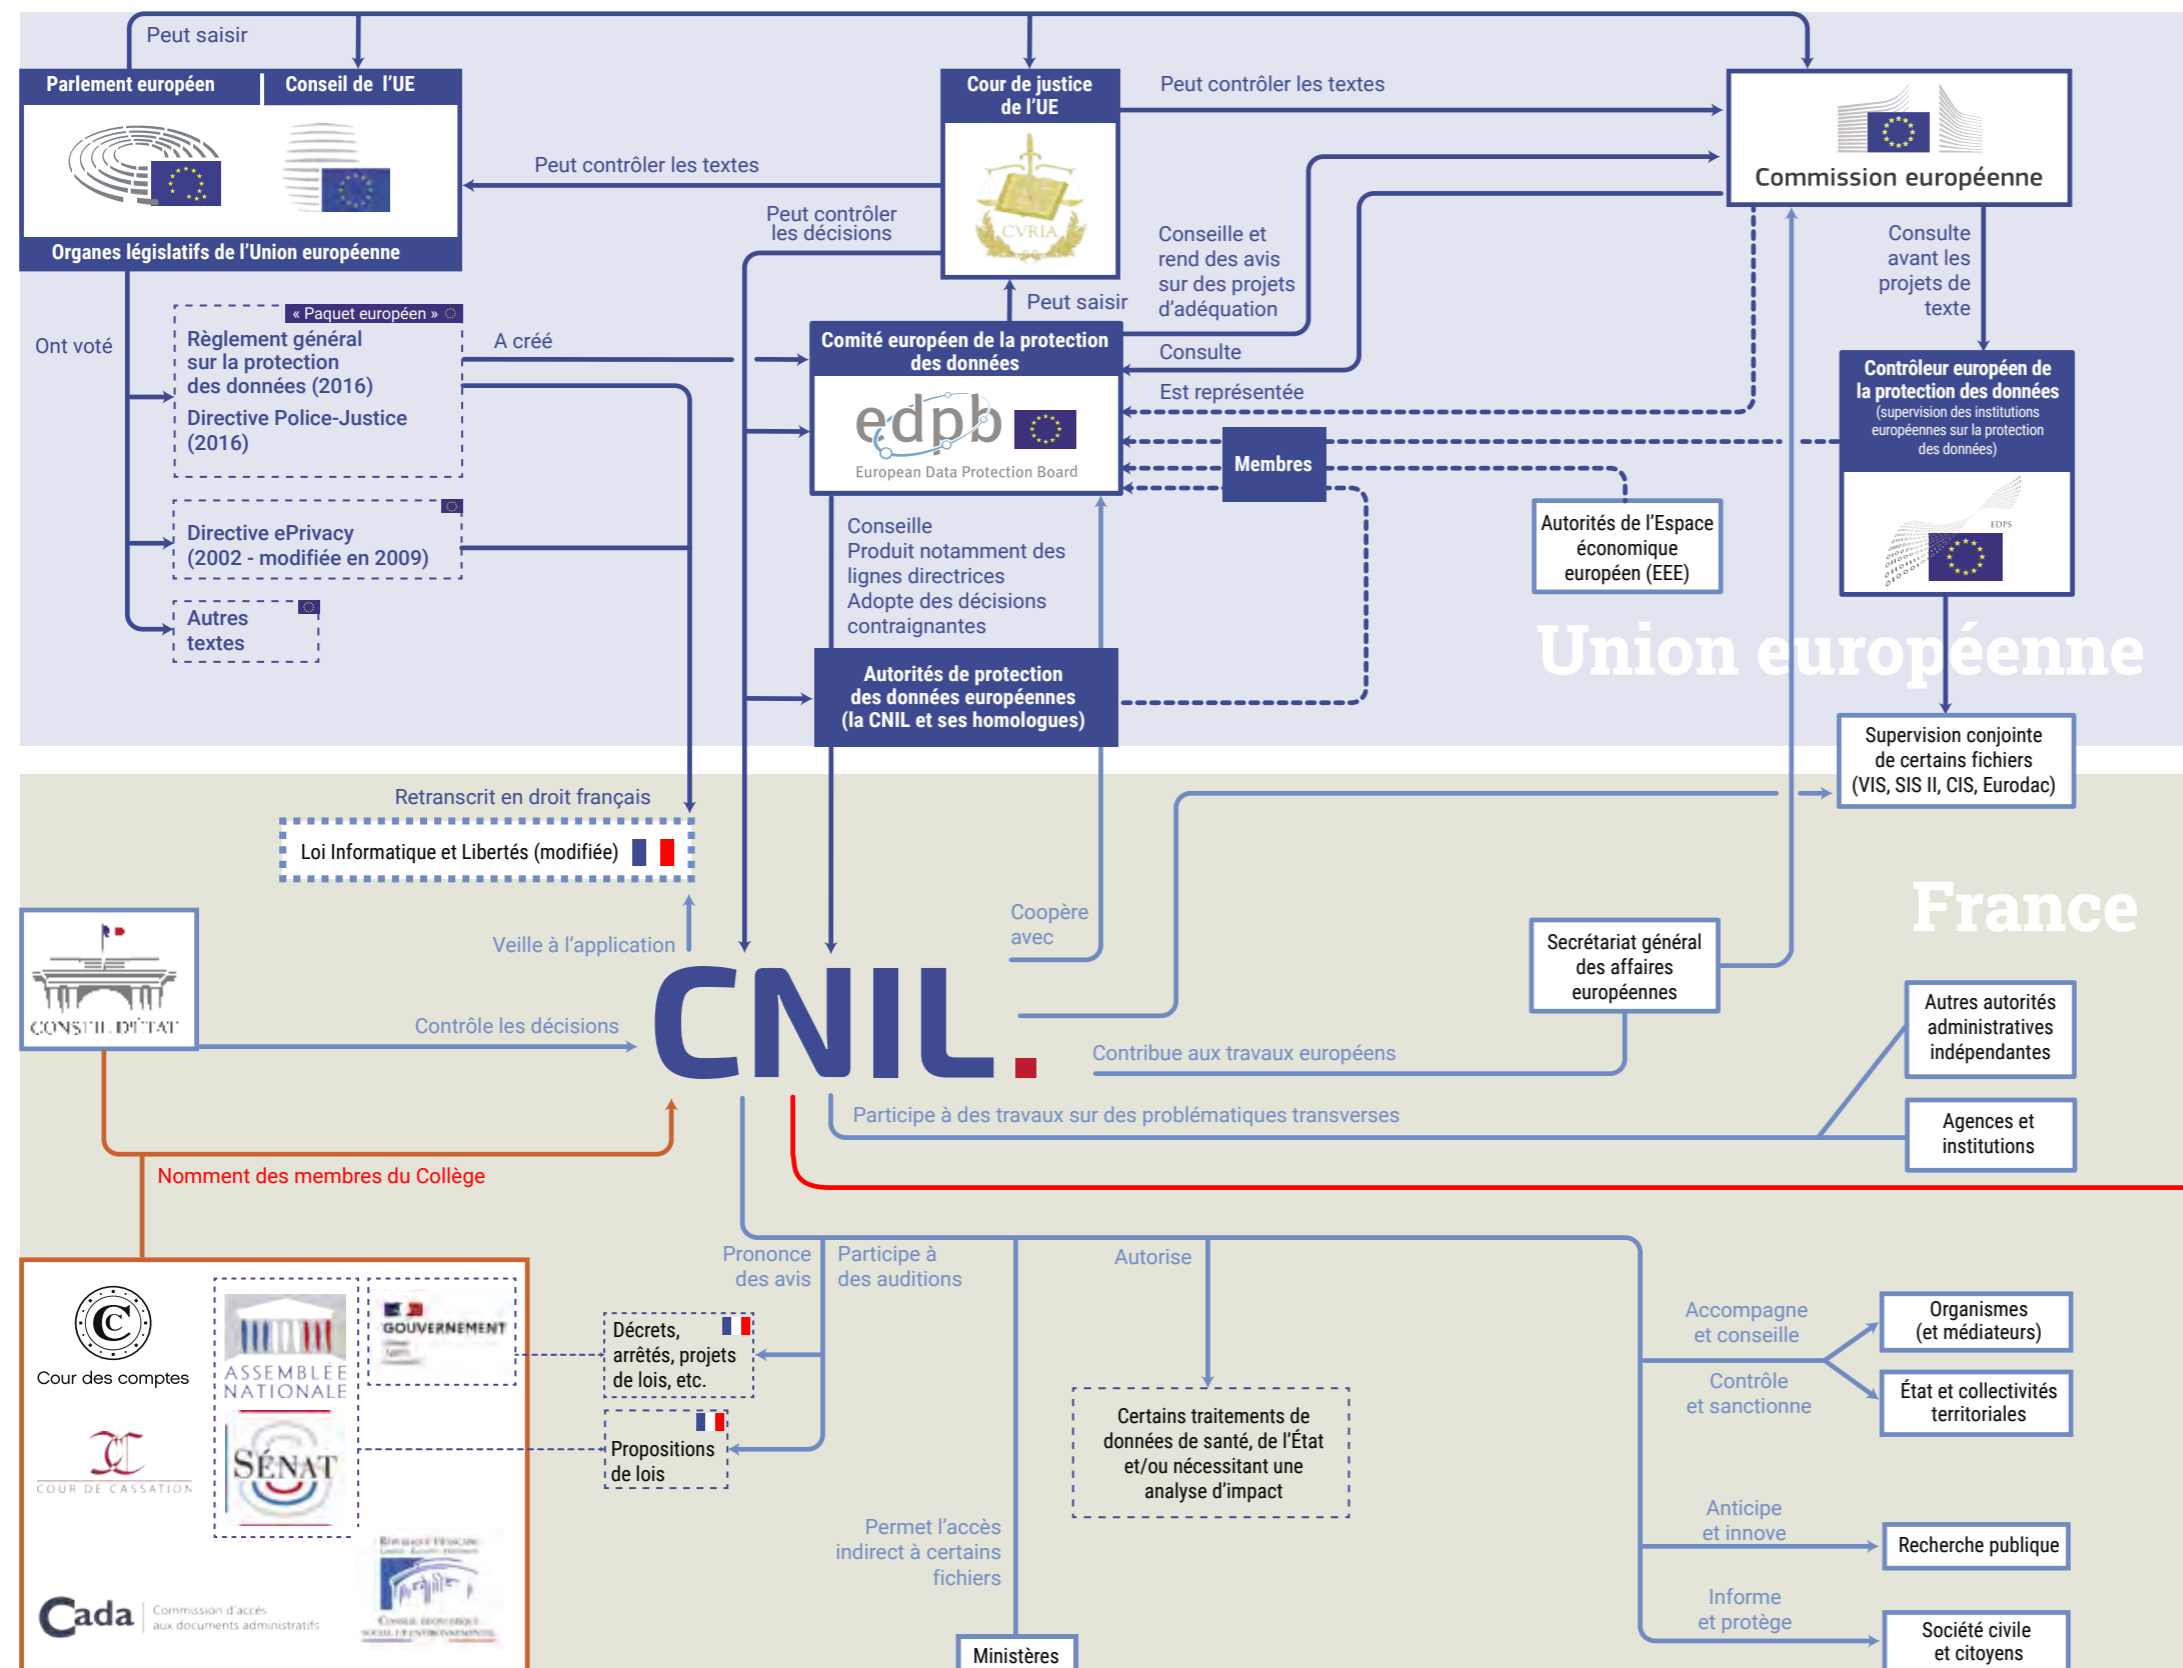 Peut saisir
Parlement européen
Conseil de l'UE
Organes législatifs de l'Union européenne
Cour de justice
de l'UE
CVRIA
Peut contrôler les textes
Commission européenne
Peut contrôler les textes
Peut contrôler
les décisions
Conseille et
rend des avis
sur des projets
d'adéquation
Consulte
avant les
projets de
texte
Peut saisir
Ont voté
« Paquet européen »
Règlement général
sur la protection
des données (2016)
Directive Police-Justice
(2016)
A créé
Comité européen de la protection
des données
edpb
European Data Protection Board
Consulte
Est représentée
Membres
Contrôleur européen de
la protection des données
(supervision des institutions
européennes sur la protection
des données)
EDPS
Directive ePrivacy
(2002 - modifiée en 2009)
Autres
textes
Conseille
Produit notamment des
lignes directrices
Adopte des décisions
contraignantes
Autorités de l'Espace
économique
européen (EEE)
Union européenne
Autorités de protection
des données européennes
(la CNIL et ses homologues)
Supervision conjointe
de certains fichiers
(VIS, SIS II, CIS, Eurodac)
Retranscrit en droit français
Loi Informatique et Libertés (modifiée)
France
Veille à l'application
Coopère
avec
Secrétariat général
des affaires
européennes
CONSEIL D'ÉTAT
Contrôle les décisions
CNIL.
Contribue aux travaux européens
Autres autorités
administratives
indépendantes
Participe à des travaux sur des problématiques transverses
Agences et
institutions
Nomment des membres du Collège
Prononce
des avis
Participe à
des auditions
Autorise
Cour des comptes
ASSEMBLÉE
NATIONALE
GOUVERNEMENT
COUR DE CASSATION
SÉNAT
Cada
Commission d'accès
aux documents administratifs
RÉPUBLIQUE FRANÇAISE
CONSEIL ÉCONOMIQUE
SOCIAL ET ENVIRONNEMENTAL
Décrets,
arrêtés, projets
de lois, etc.
Propositions
de lois
Certains traitements de
données de santé, de l'État
et/ou nécessitant une
analyse d'impact
Permet l'accès
indirect à certains
fichiers
Ministères
Accompagne
et conseille
Contrôle
et sanctionne
Organismes
(et médiateurs)
État et collectivités
territoriales
Anticipe
et innove
Recherche publique
Informe
et protège
Société civile
et citoyens